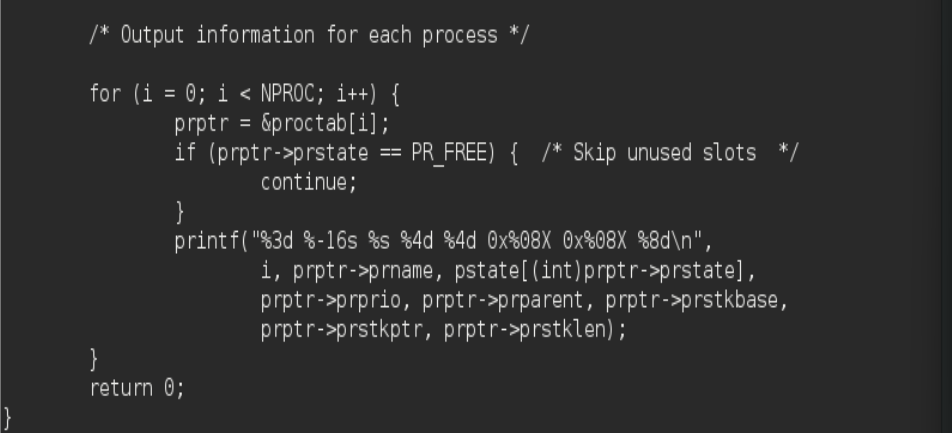 /* Output information for each process */
for (i = 0; i < NPROC; i++) {
prptr = &proctab[i];
if (prptr->prstate == PR_FREE) {  /* Skip unused slots  */
continue;
}
printf("%3d %-16s %s %4d %4d 0x%08X 0x%08X %8d\n",
i, prptr->prname, pstate[(int)prptr->prstate],
prptr->prprio, prptr->prparent, prptr->prstkbase,
prptr->prstkptr, prptr->prstklen);
}
return 0;
}